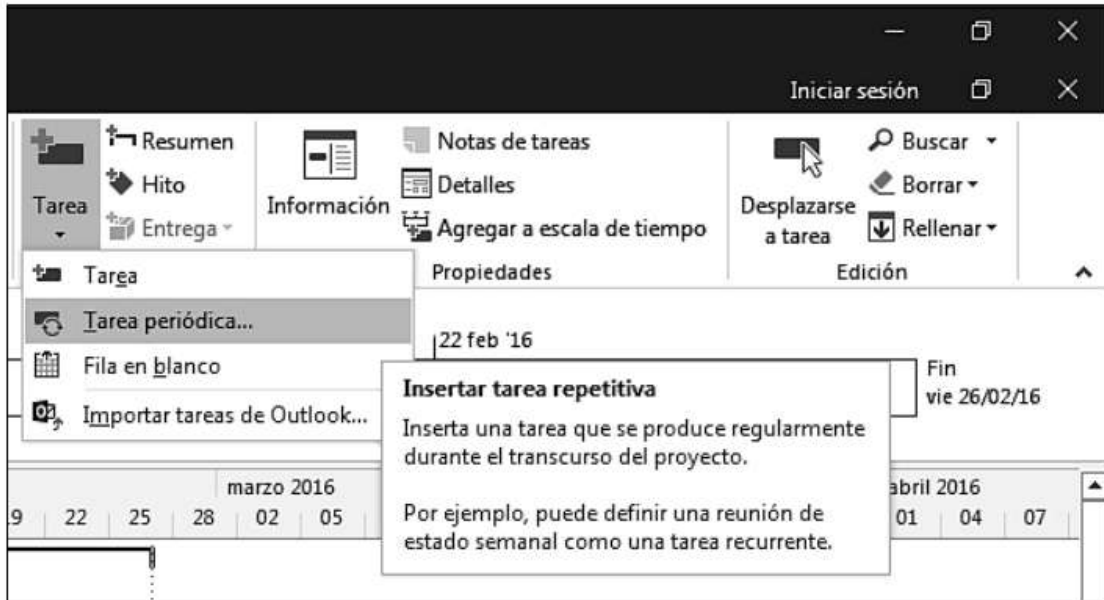 Iniciar sesión
Resumen
Hito
Entrega
Tarea
Información
Notas de tareas
Detalles
Agregar a escala de tiempo
Propiedades
Desplazarse
a tarea
Buscar
Borrar
Rellenar
Edición
Tarea
Tarea periódica...
Fila en blanco
Importar tareas de Outlook...
22 feb '16
Fin
vie 26/02/16
Insertar tarea repetitiva
Inserta una tarea que se produce regularmente
durante el transcurso del proyecto.
Por ejemplo, puede definir una reunión de
estado semanal como una tarea recurrente.
marzo 2016
abril 2016
22 25 28 02 05 01 04 07